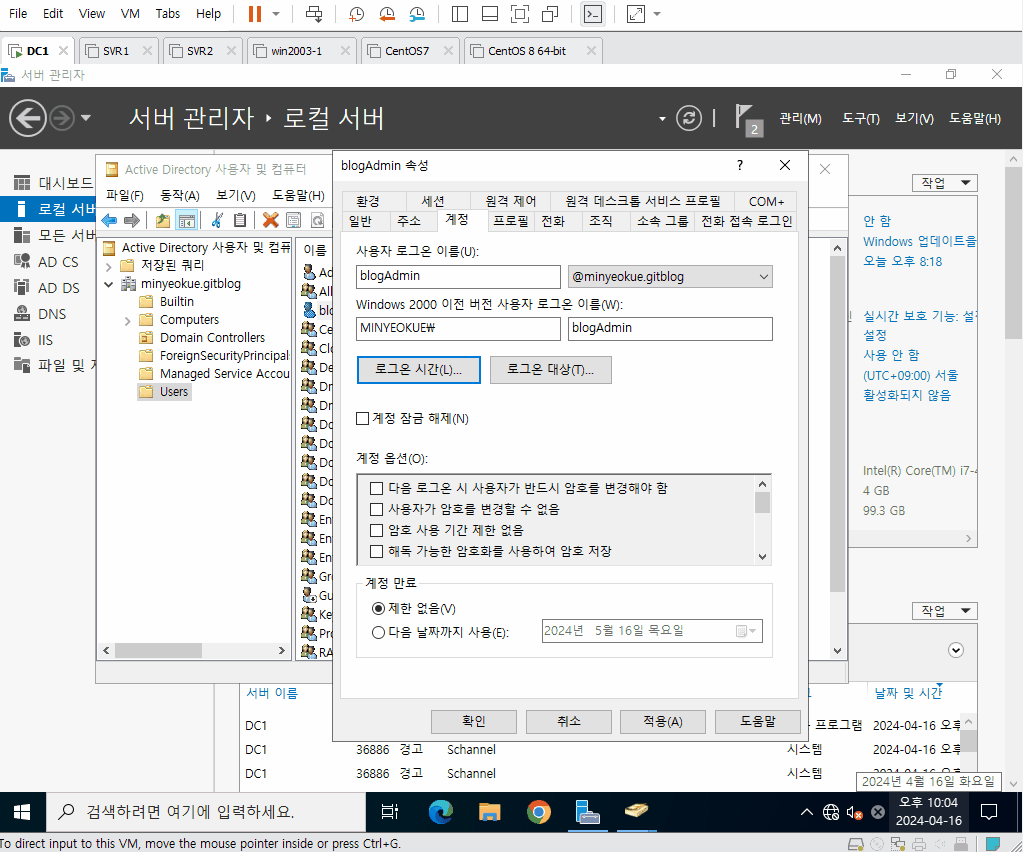 File Edit View VM Tabs Help
DC1 SVR1 SVR2 win2003-1 CentOS7 CentOS 8 64-bit
서버 관리자
서버 관리자 ‣ 로컬 서버
2 관리(M) 도구(T) 보기(V) 도움말(H)
대시보드
로컬 서버
모든 서버
AD CS
AD DS
DNS
IIS
파일 및
Active Directory 사용자 및 컴퓨터
파일(F) 동작(A) 보기(V) 도움말(H)
Active Directory 사용자 및 컴퓨
저장된 쿼리
minyeokue.gitblog
Builtin
Computers
Domain Controllers
ForeignSecurityPrincipals
Managed Service Accou
Users
이름
Ad
All
blo
Ce
Clo
De
Dn
Dn
Do
Do
Do
Do
Do
En
En
En
Gr
Gu
Ke
Pro
RA
blogAdmin 속성
?
환경 세션 원격 제어 원격 데스크톱 서비스 프로필 COM+
일반 주소 계정 프로필 전화 조직 소속 그룹 전화 접속 로그인
사용자 로그온 이름(U):
blogAdmin @minyeokue.gitblog
Windows 2000 이전 버전 사용자 로그온 이름(W):
MINYEOKUE₩ blogAdmin
로그온 시간(L)... 로그온 대상(T)...
계정 잠금 해제(N)
계정 옵션(O):
다음 로그온 시 사용자가 반드시 암호를 변경해야 함
사용자가 암호를 변경할 수 없음
암호 사용 기간 제한 없음
해독 가능한 암호화를 사용하여 암호 저장
계정 만료
제한 없음(V)
다음 날짜까지 사용(E): 2024년 5월 16일 목요일
확인 취소 적용(A) 도움말
작업
안 함
Windows 업데이트을
오늘 오후 8:18
실시간 보호 기능: 설정
설정
사용 안 함
(UTC+09:00) 서울
활성화되지 않음
Intel(R) Core(TM) i7-4
4 GB
99.3 GB
작업
서버 이름 날짜 및 시간
DC1 프로그램 2024-04-16 오후
DC1 36886 경고 Schannel 시스템 2024-04-16 오후
DC1 36886 경고 Schannel 시스템 2024-04-16 오후
2024년 4월 16일 화요일
검색하려면 여기에 입력하세요.
오후 10:04
2024-04-16
To direct input to this VM, move the mouse pointer inside or press Ctrl+G.